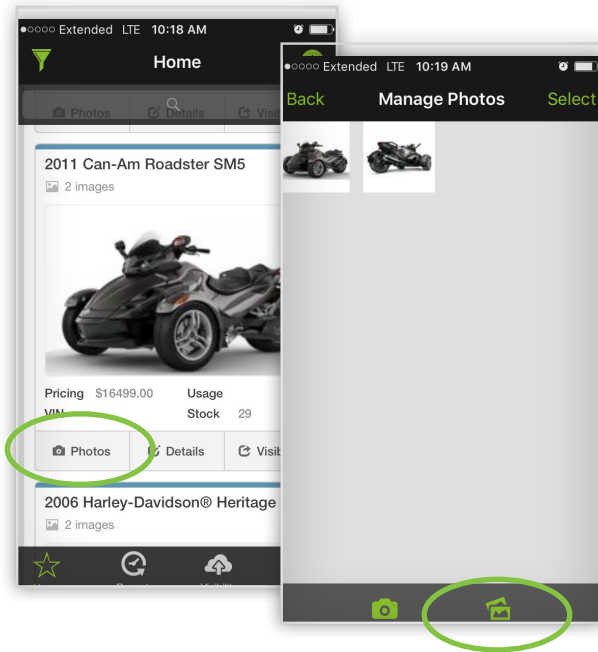 Extended LTE 10:18 AM
Home
Photos Details
2011 Can-Am Roadster SM5
2 images
Pricing $16499.00 Usage
VIN Stock 29
Photos Details
2006 Harley-Davidson® Heritage
2 images
Extended LTE 10:19 AM
Back Manage Photos Select